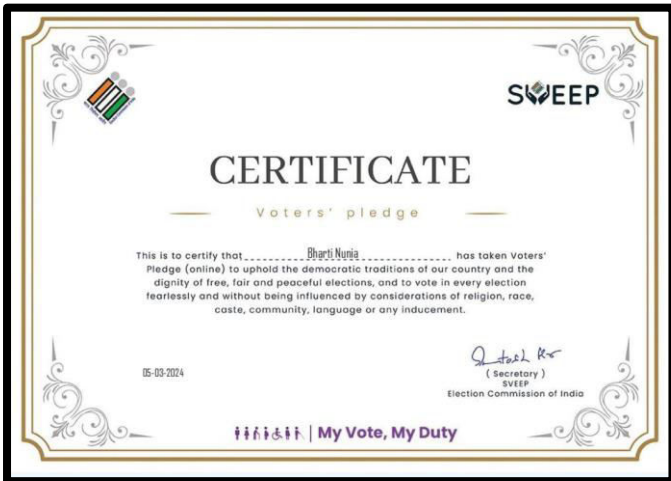 SVEEP
CERTIFICATE
Voters' pledge
This is to certify that Bharti Nunia has taken Voters'
Pledge (online) to uphold the democratic traditions of our country and the
dignity of free, fair and peaceful elections, and to vote in every election
fearlessly and without being influenced by considerations of religion, race,
caste, community, language or any inducement.
05-03-2024
( Secretary )
SVEEP
Election Commission of India
My Vote, My Duty